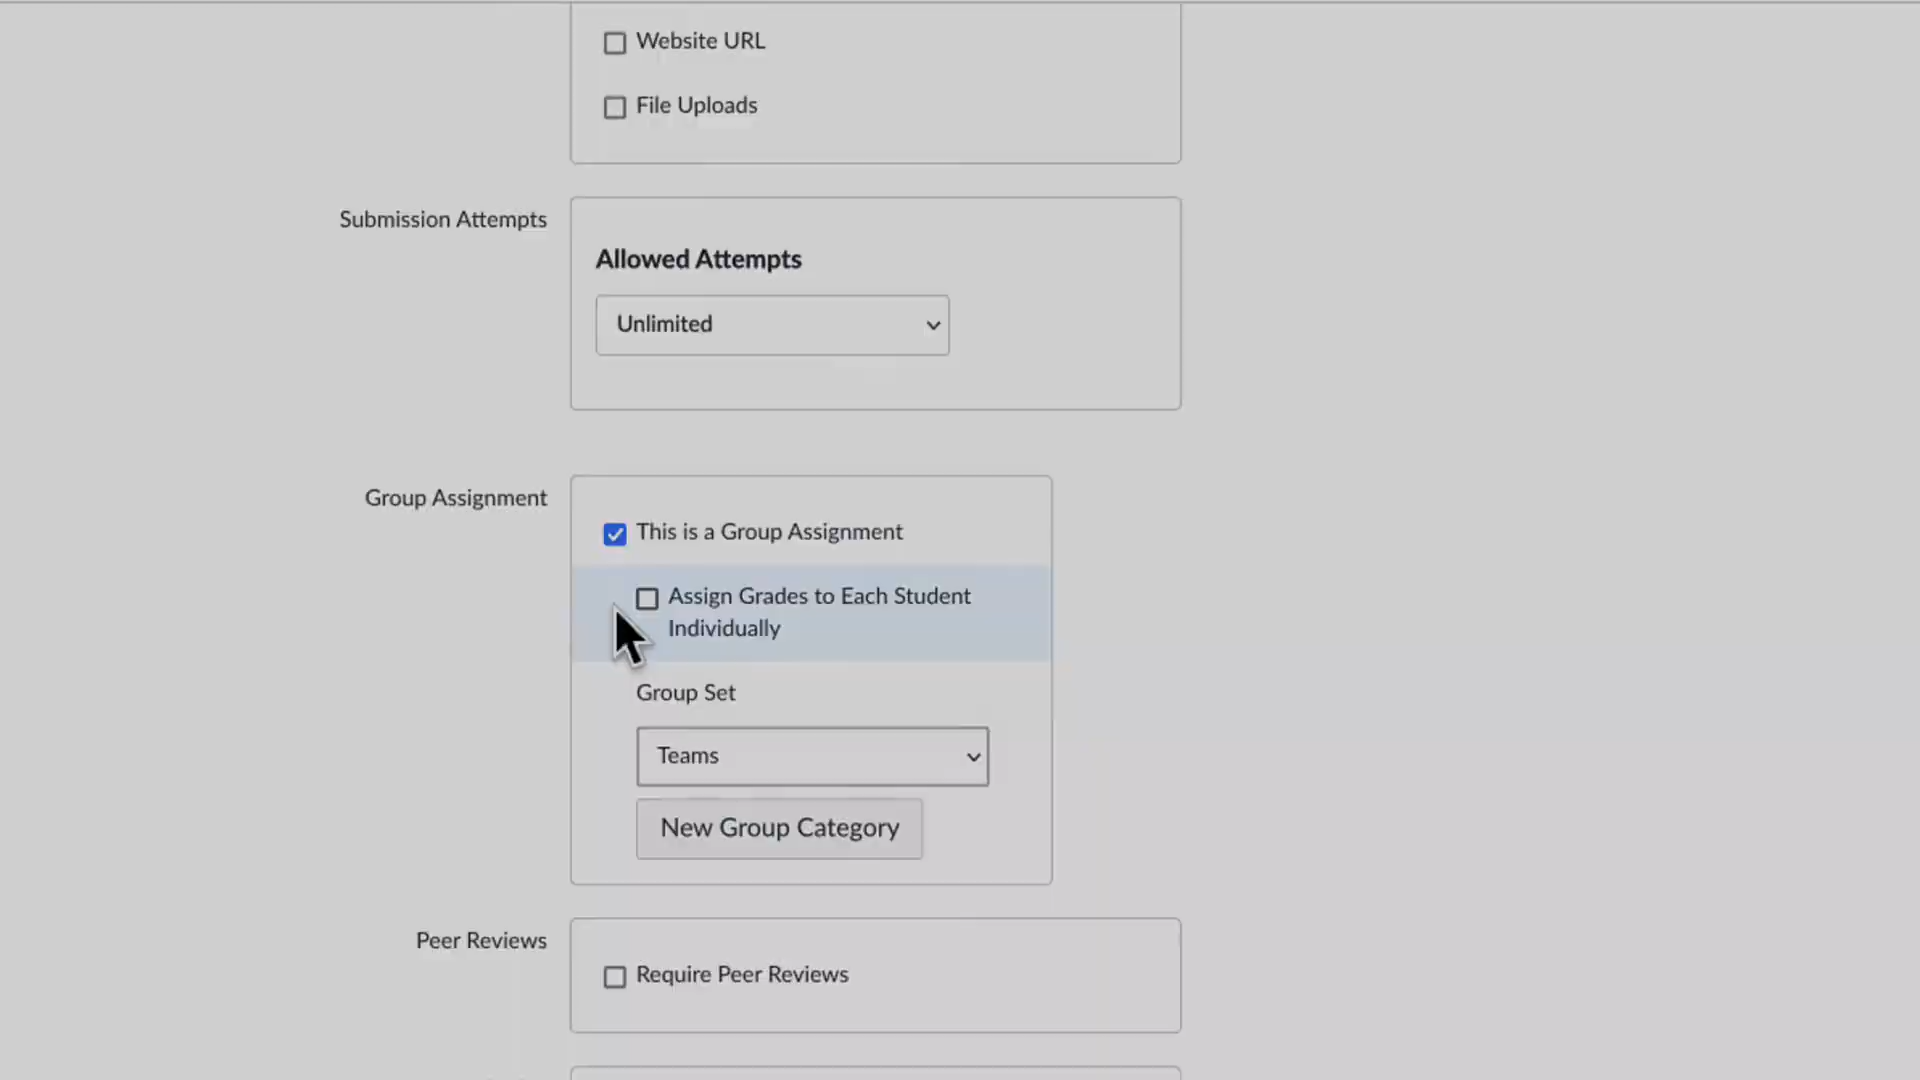 Website URL
File Uploads
Submission Attempts
Allowed Attempts
Unlimited
Group Assignment
This is a Group Assignment
Assign Grades to Each Student
Individually
Group Set
Teams
New Group Category
Peer Reviews
Require Peer Reviews